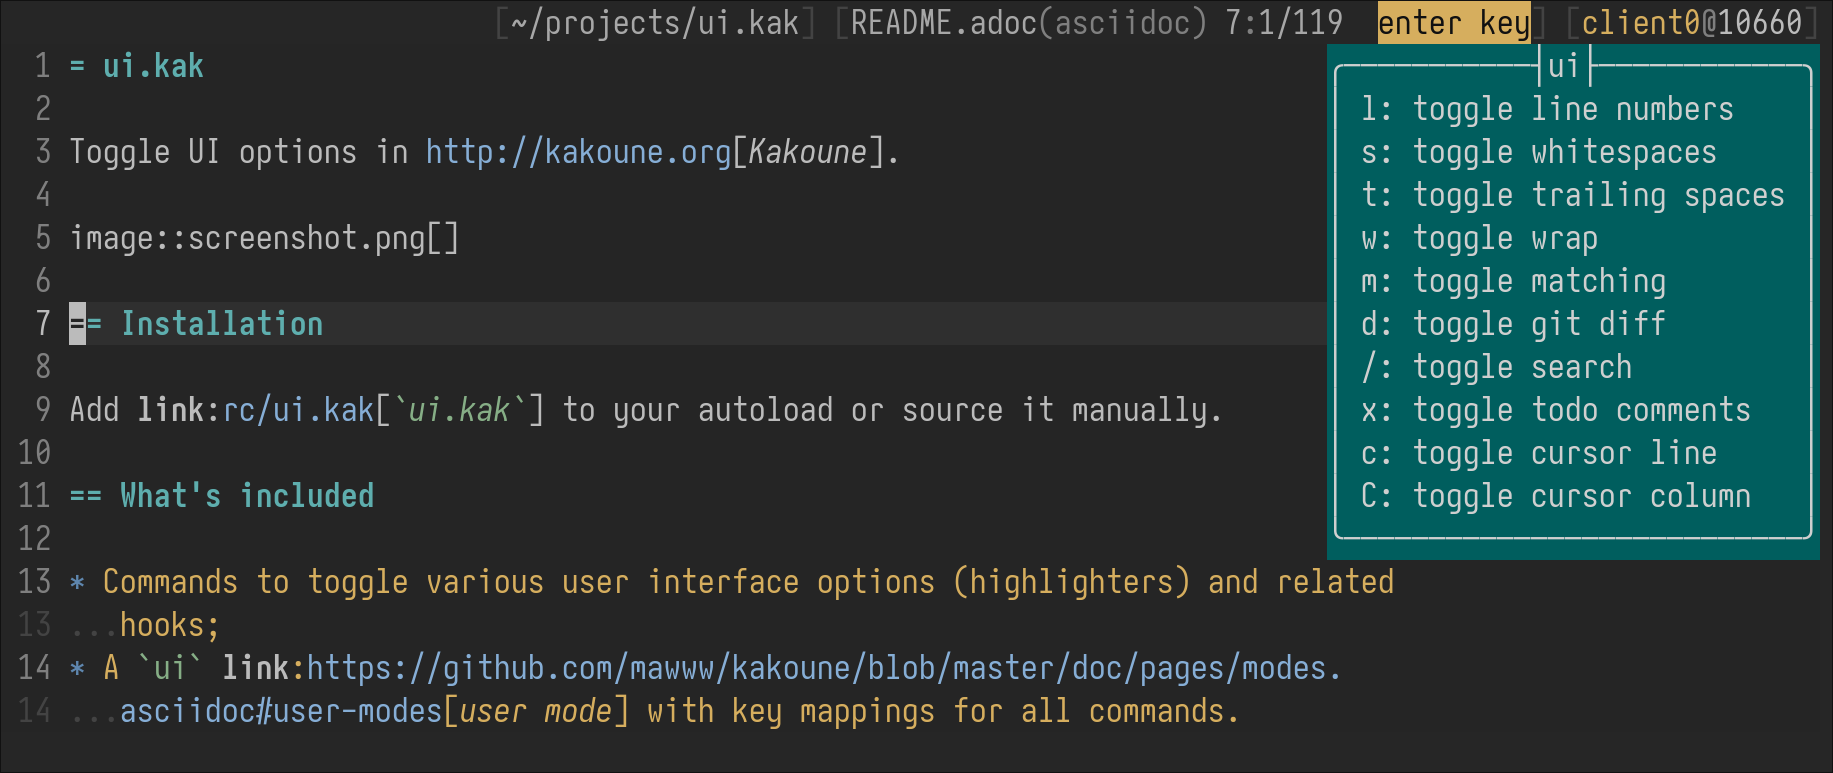 [~/projects/ui.kak] [README.adoc(asciidoc) 7:1/119 enter key] [client0@10660]
1 = ui.kak
2
3 Toggle UI options in http://kakoune.org[Kakoune].
4
5 image::screenshot.png[]
6
7 == Installation
8
9 Add link:rc/ui.kak[`ui.kak`] to your autoload or source it manually.
10
11 == What's included
12
13 * Commands to toggle various user interface options (highlighters) and related
13 ...hooks;
14 * A `ui` link:https://github.com/mawww/kakoune/blob/master/doc/pages/modes.
14 ...asciidoc#user-modes[user mode] with key mappings for all commands.
ui
l: toggle line numbers
s: toggle whitespaces
t: toggle trailing spaces
w: toggle wrap
m: toggle matching
d: toggle git diff
/: toggle search
x: toggle todo comments
c: toggle cursor line
C: toggle cursor column